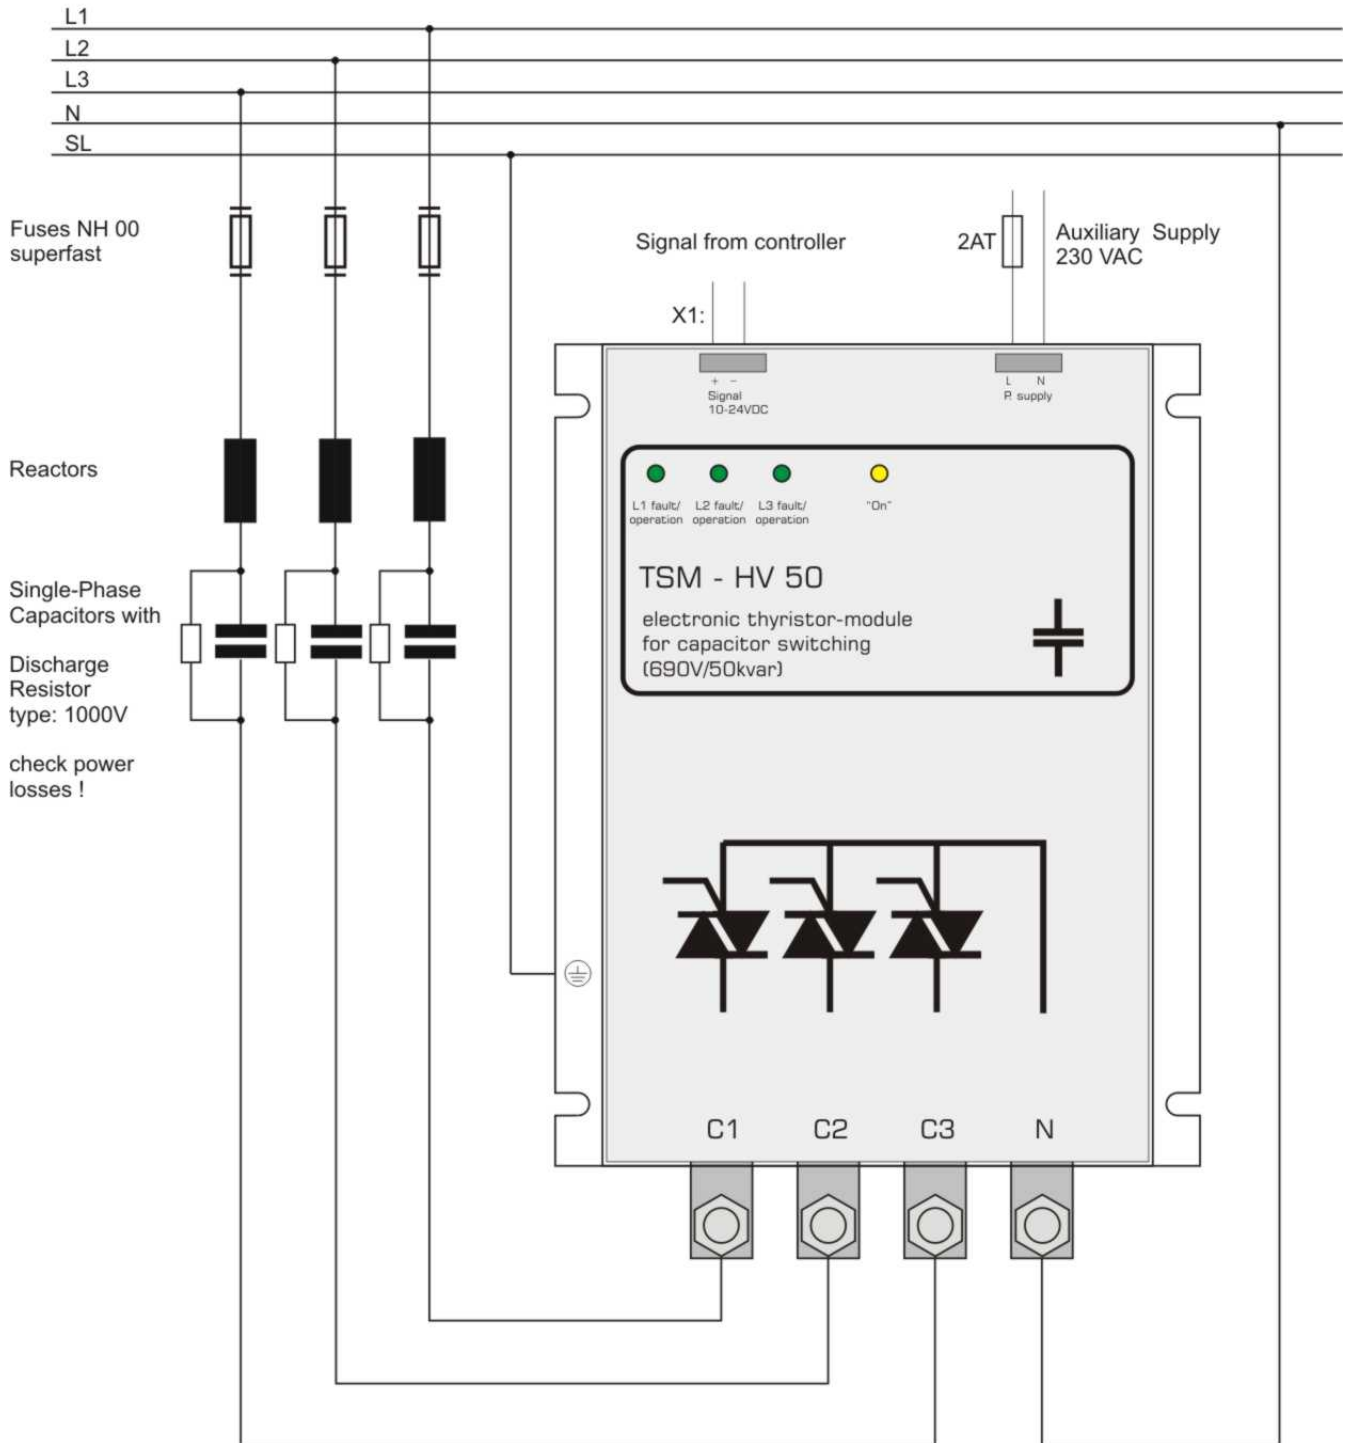 L1
L2
L3
N
SL
Fuses NH 00
superfast
Signal from controller
2AT
Auxiliary Supply
230 VAC
X1:
+ -
Signal
10-24VDC
L N
P. supply
Reactors
L1 fault/
operation
L2 fault/
operation
L3 fault/
operation
"On"
TSM - HV 50
electronic thyristor-module
for capacitor switching
(690V/50kvar)
Single-Phase
Capacitors with
Discharge
Resistor
type: 1000V
check power
losses !
C1
C2
C3
N